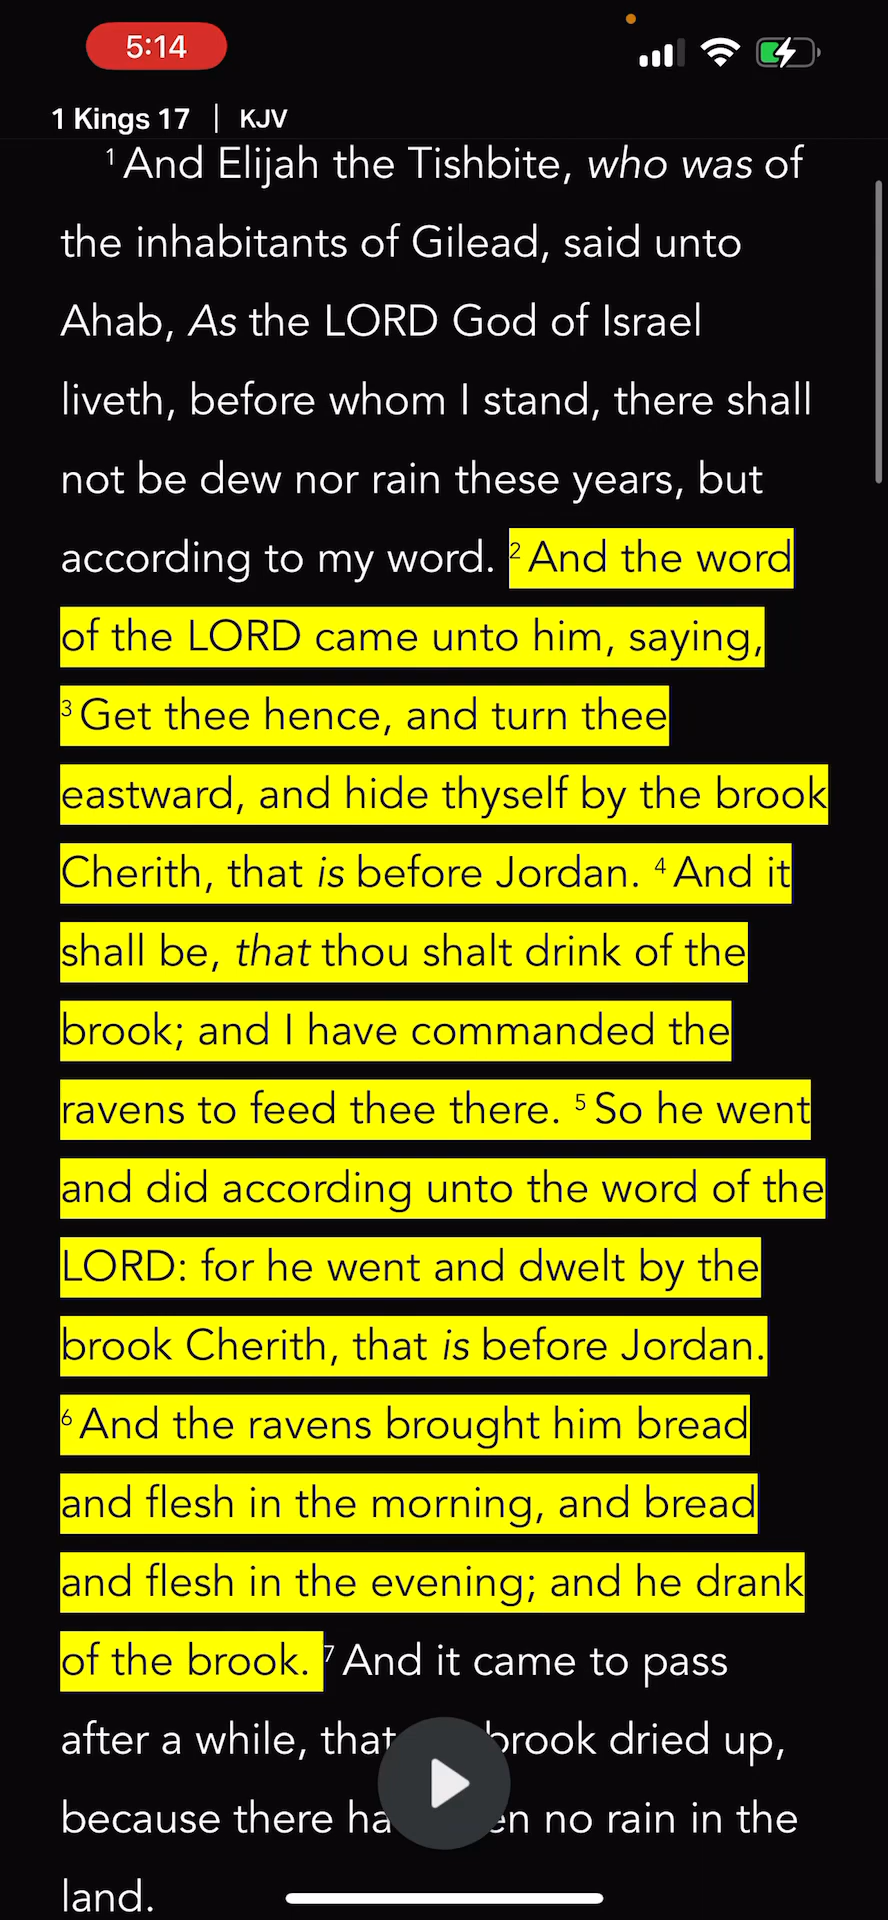 5:14
1 Kings 17 | KJV
1 And Elijah the Tishbite, who was of
the inhabitants of Gilead, said unto
Ahab, As the LORD God of Israel
liveth, before whom I stand, there shall
not be dew nor rain these years, but
according to my word. 2 And the word
of the LORD came unto him, saying,
3 Get thee hence, and turn thee
eastward, and hide thyself by the brook
Cherith, that is before Jordan. 4 And it
shall be, that thou shalt drink of the
brook; and I have commanded the
ravens to feed thee there. 5 So he went
and did according unto the word of the
LORD: for he went and dwelt by the
brook Cherith, that is before Jordan.
6 And the ravens brought him bread
and flesh in the morning, and bread
and flesh in the evening; and he drank
of the brook. 7 And it came to pass
after a while, that brook dried up,
because there no rain in the
land.